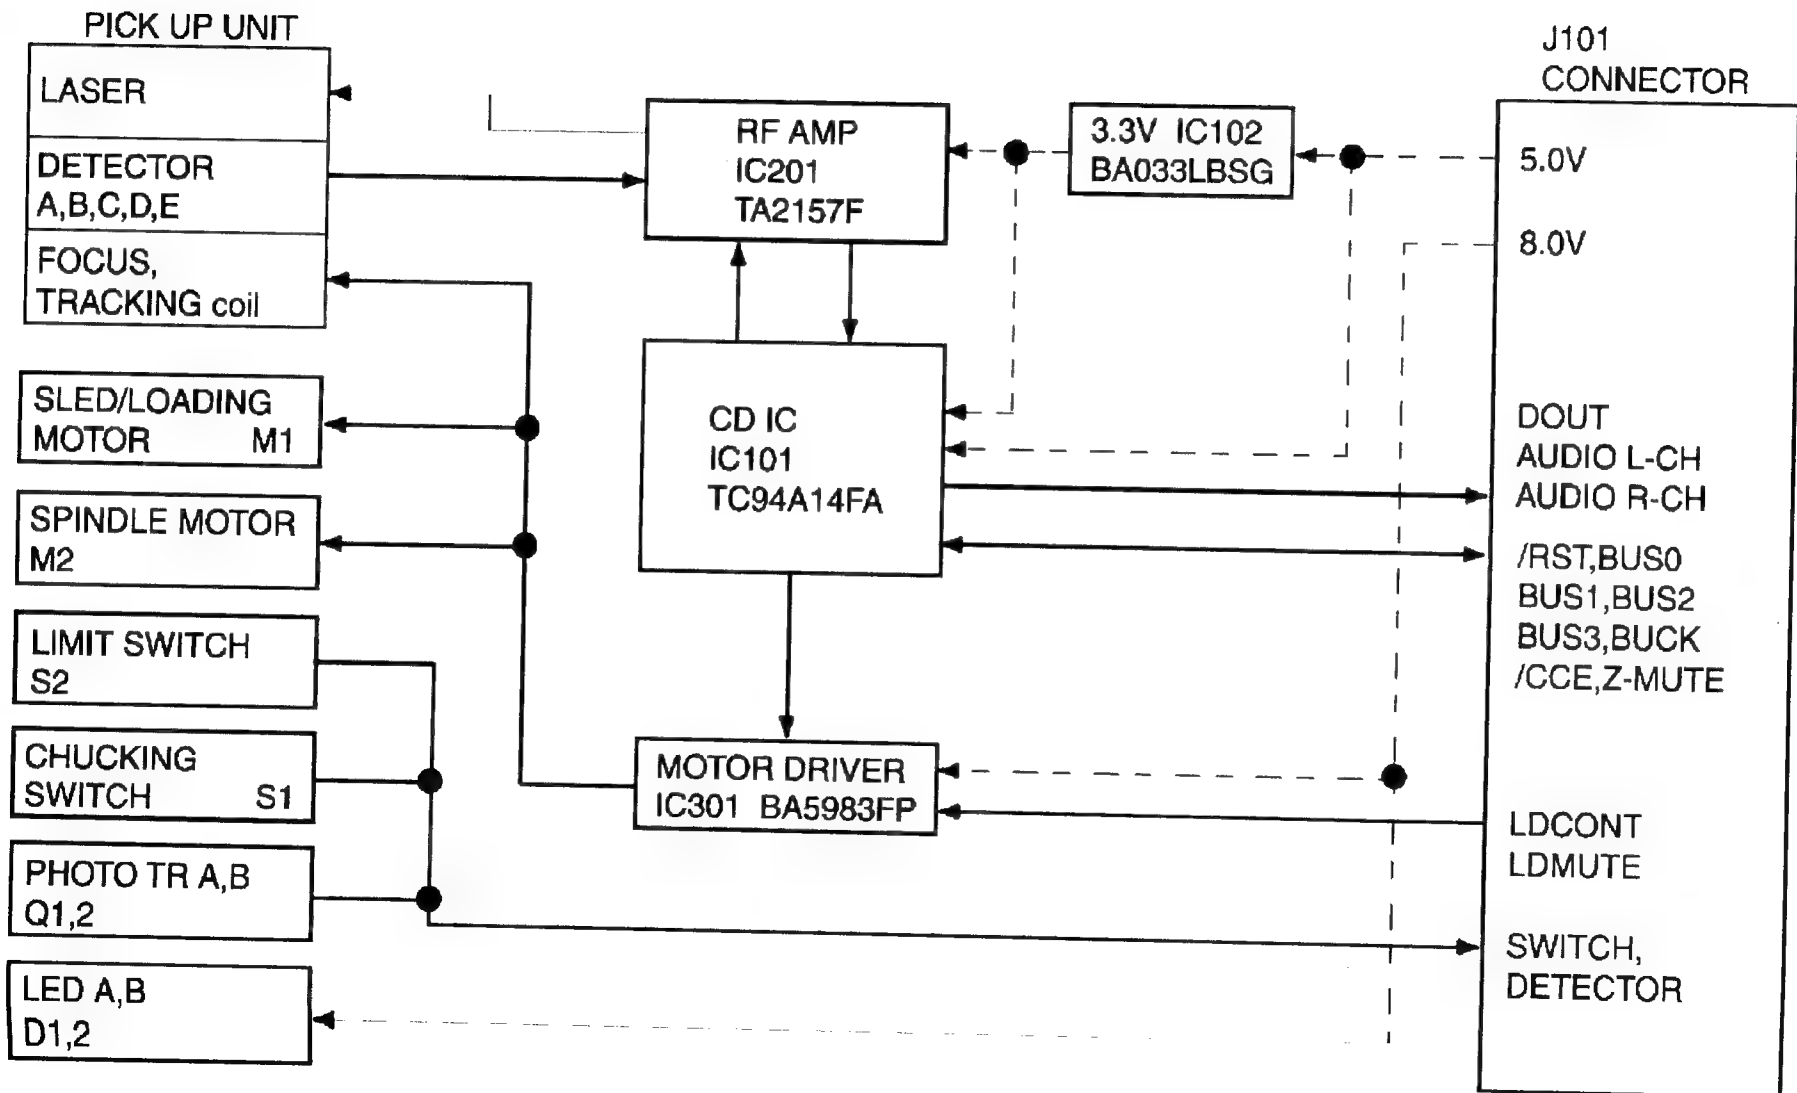 PICK UP UNIT
LASER
DETECTOR
A,B,C,D,E
FOCUS,
TRACKING coil
SLED/LOADING
MOTOR M1
SPINDLE MOTOR
M2
LIMIT SWITCH
S2
CHUCKING
SWITCH S1
PHOTO TR A,B
Q1,2
LED A,B
D1,2
RF AMP
IC201
TA2157F
CD IC
IC101
TC94A14FA
MOTOR DRIVER
IC301 BA5983FP
3.3V IC102
BA033LBSG
J101
CONNECTOR
5.0V
8.0V
DOUT
AUDIO L-CH
AUDIO R-CH
/RST,BUS0
BUS1,BUS2
BUS3,BUCK
/CCE,Z-MUTE
LDCONT
LDMUTE
SWITCH,
DETECTOR